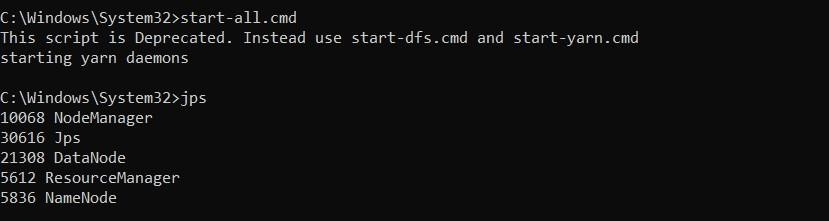 C:\Windows\System32>start-all.cmd
This script is Deprecated. Instead use start-dfs.cmd and start-yarn.cmd
starting yarn daemons
C:\Windows\System32>jps
10068 NodeManager
30616 Jps
21308 DataNode
5612 ResourceManager
5836 NameNode